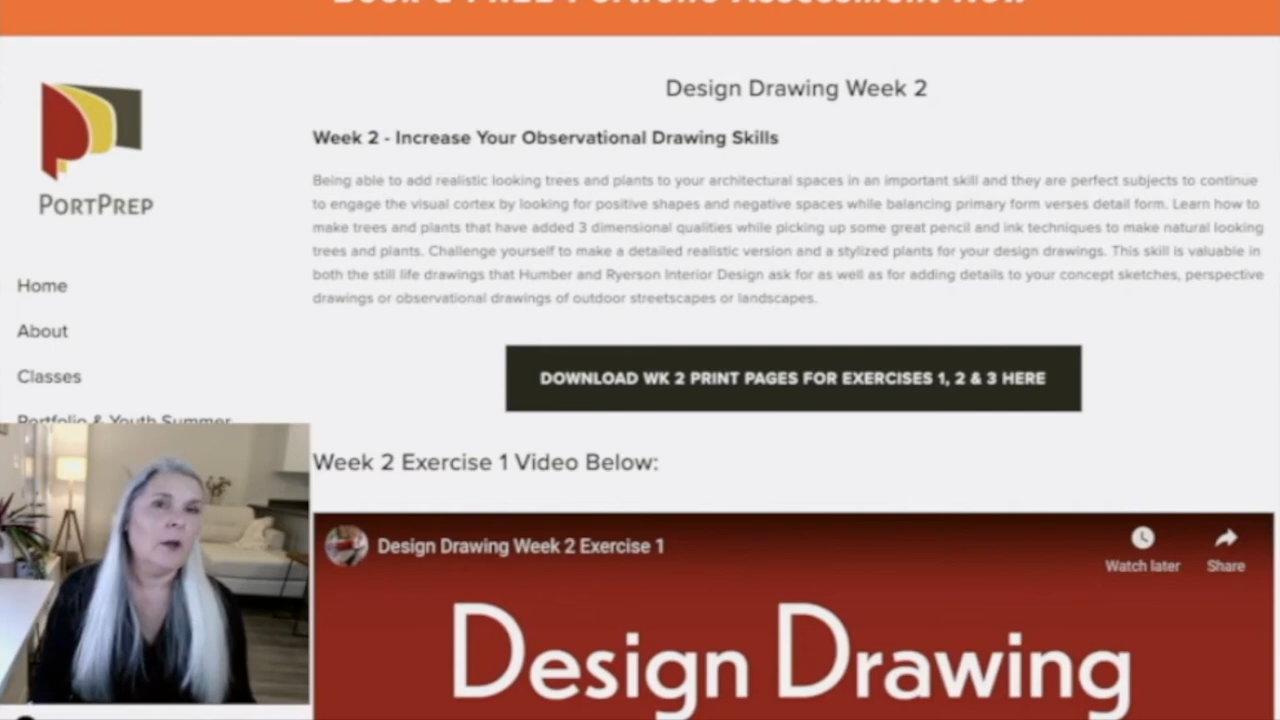 Book a FREE Portfolio Assessment Now
Design Drawing Week 2
Week 2 - Increase Your Observational Drawing Skills
Being able to add realistic looking trees and plants to your architectural spaces in an important skill and they are perfect subjects to continue
to engage the visual cortex by looking for positive shapes and negative spaces while balancing primary form verses detail form. Learn how to
make trees and plants that have added 3 dimensional qualities while picking up some great pencil and ink techniques to make natural looking
trees and plants. Challenge yourself to make a detailed realistic version and a stylized plants for your design drawings. This skill is valuable in
both the still life drawings that Humber and Ryerson Interior Design ask for as well as for adding details to your concept sketches, perspective
drawings or observational drawings of outdoor streetscapes or landscapes.
PORTPREP
Home
About
Classes
Portfolio & Youth Summer
DOWNLOAD WK 2 PRINT PAGES FOR EXERCISES 1, 2 & 3 HERE
Week 2 Exercise 1 Video Below:
Design Drawing Week 2 Exercise 1
Watch later
Share
Design Drawing